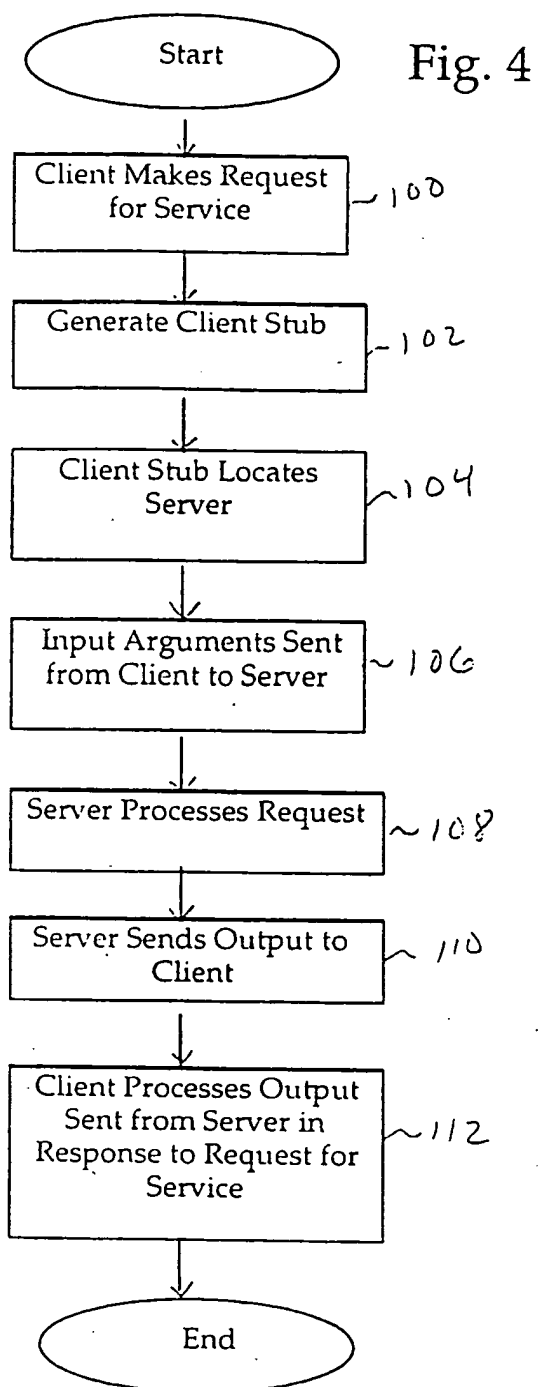 Start
Fig. 4
Client Makes Request
for Service
~100
Generate Client Stub
~102
Client Stub Locates
Server
~104
Input Arguments Sent
from Client to Server
~106
Server Processes Request
~108
Server Sends Output to
Client
~110
Client Processes Output
Sent from Server in
Response to Request for
Service
~112
End